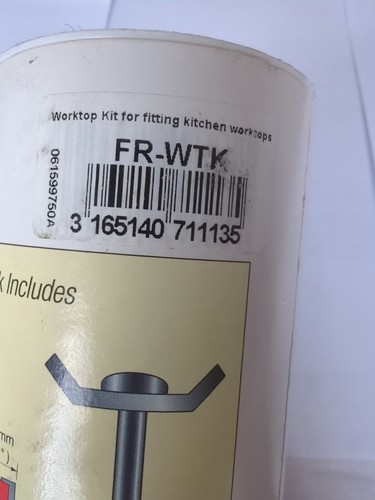 Worktop Kit for fitting kitchen worktops
FR-WTK
061599750A
3 165140 711135
k Includes
mm